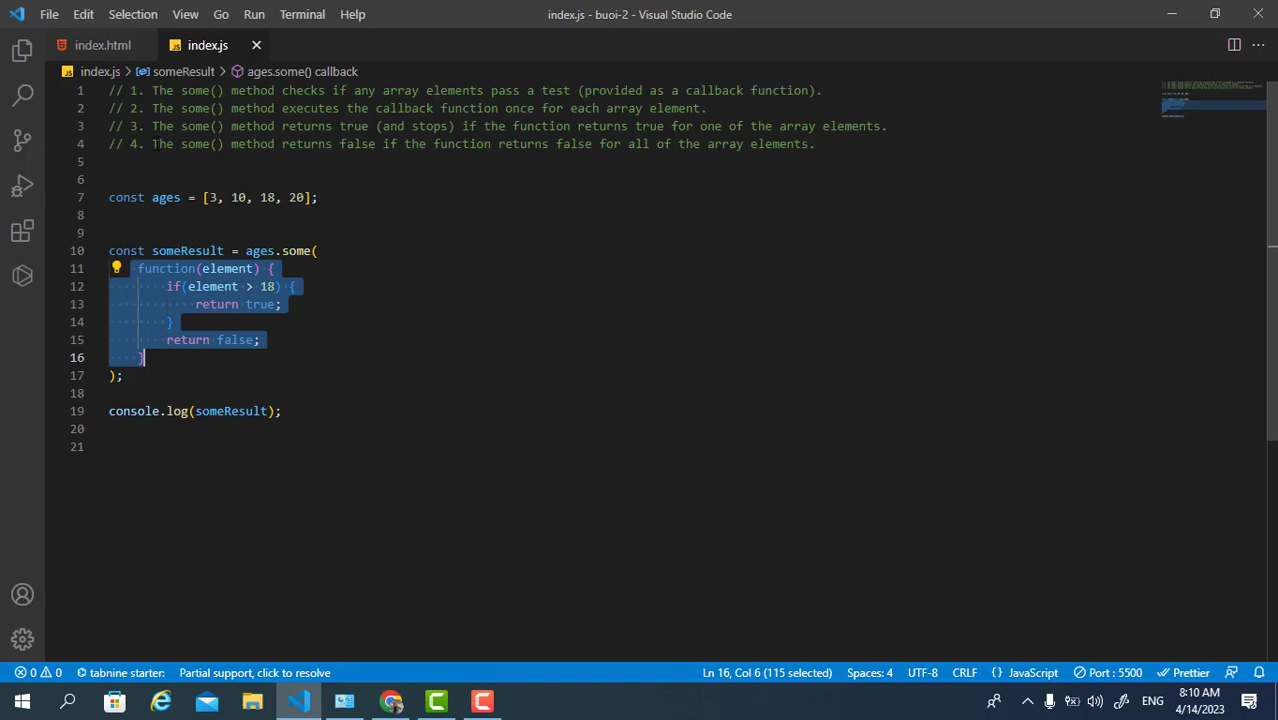 File Edit Selection View Go Run Terminal Help index.js - buoi-2 - Visual Studio Code
index.html JS index.js
JS index.js > someResult > ages.some() callback
1 // 1. The some() method checks if any array elements pass a test (provided as a callback function).
2 // 2. The some() method executes the callback function once for each array element.
3 // 3. The some() method returns true (and stops) if the function returns true for one of the array elements.
4 // 4. The some() method returns false if the function returns false for all of the array elements.
5
6
7 const ages = [3, 10, 18, 20];
8
9
10 const someResult = ages.some(
11 function(element) {
12 if(element > 18) {
13 return true;
14 }
15 return false;
16 }
17 );
18
19 console.log(someResult);
20
21
0 0 tabnine starter: Partial support, click to resolve Ln 16, Col 6 (115 selected) Spaces: 4 UTF-8 CRLF {} JavaScript Port : 5500 Prettier
ENG 8:10 AM
4/14/2023